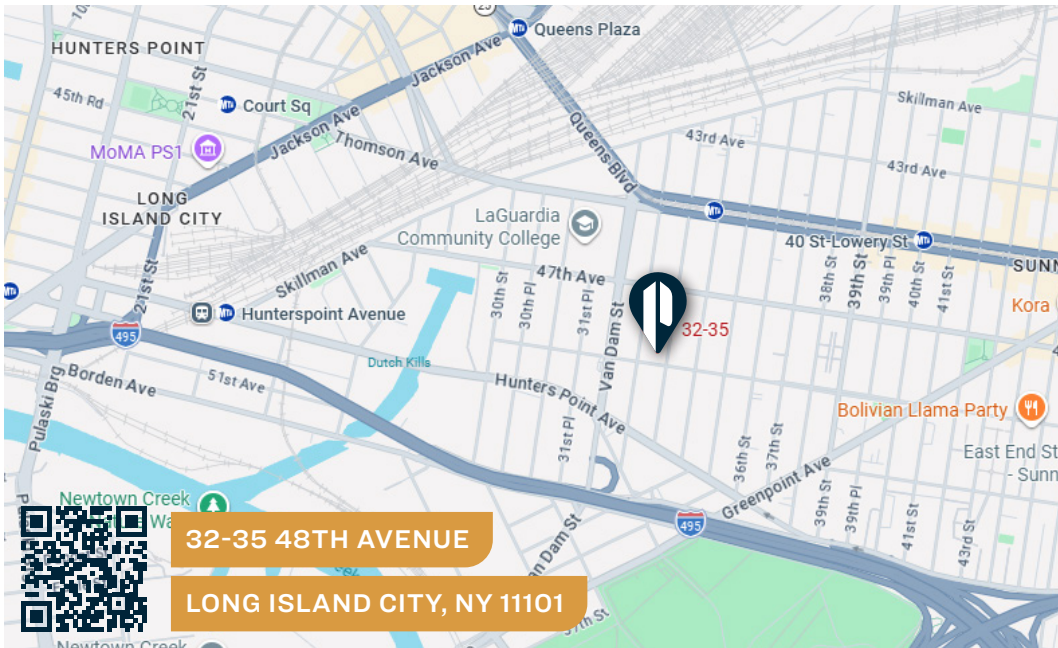 25
HUNTERS POINT
Queens Plaza
45th Rd
21st St
Court Sq
Jackson Ave
Jackson Ave
Thomson Ave
Queens Blvd
Skillman Ave
43rd Ave
43rd Ave
MoMA PS1
LONG
ISLAND CITY
LaGuardia
Community College
40 St-Lowery St
SUNN
Skillman Ave
47th Ave
30th St
30th Pl
31st Pl
Van Dam St
38th St
39th St
39th Pl
40th St
41st St
21st St
Hunterspoint Avenue
32-35
Kora
495
Borden Ave
51st Ave
Dutch Kills
Hunters Point Ave
Pulaski Brg
31st Pl
Bolivian Llama Party
36th St
37th St
Greenpoint Ave
East End St
- Sunn
39th St
39th Pl
41st St
43rd St
495
Newtown Creek
32-35 48TH AVENUE
LONG ISLAND CITY, NY 11101
an Dam St
37th St
Newtown Creek